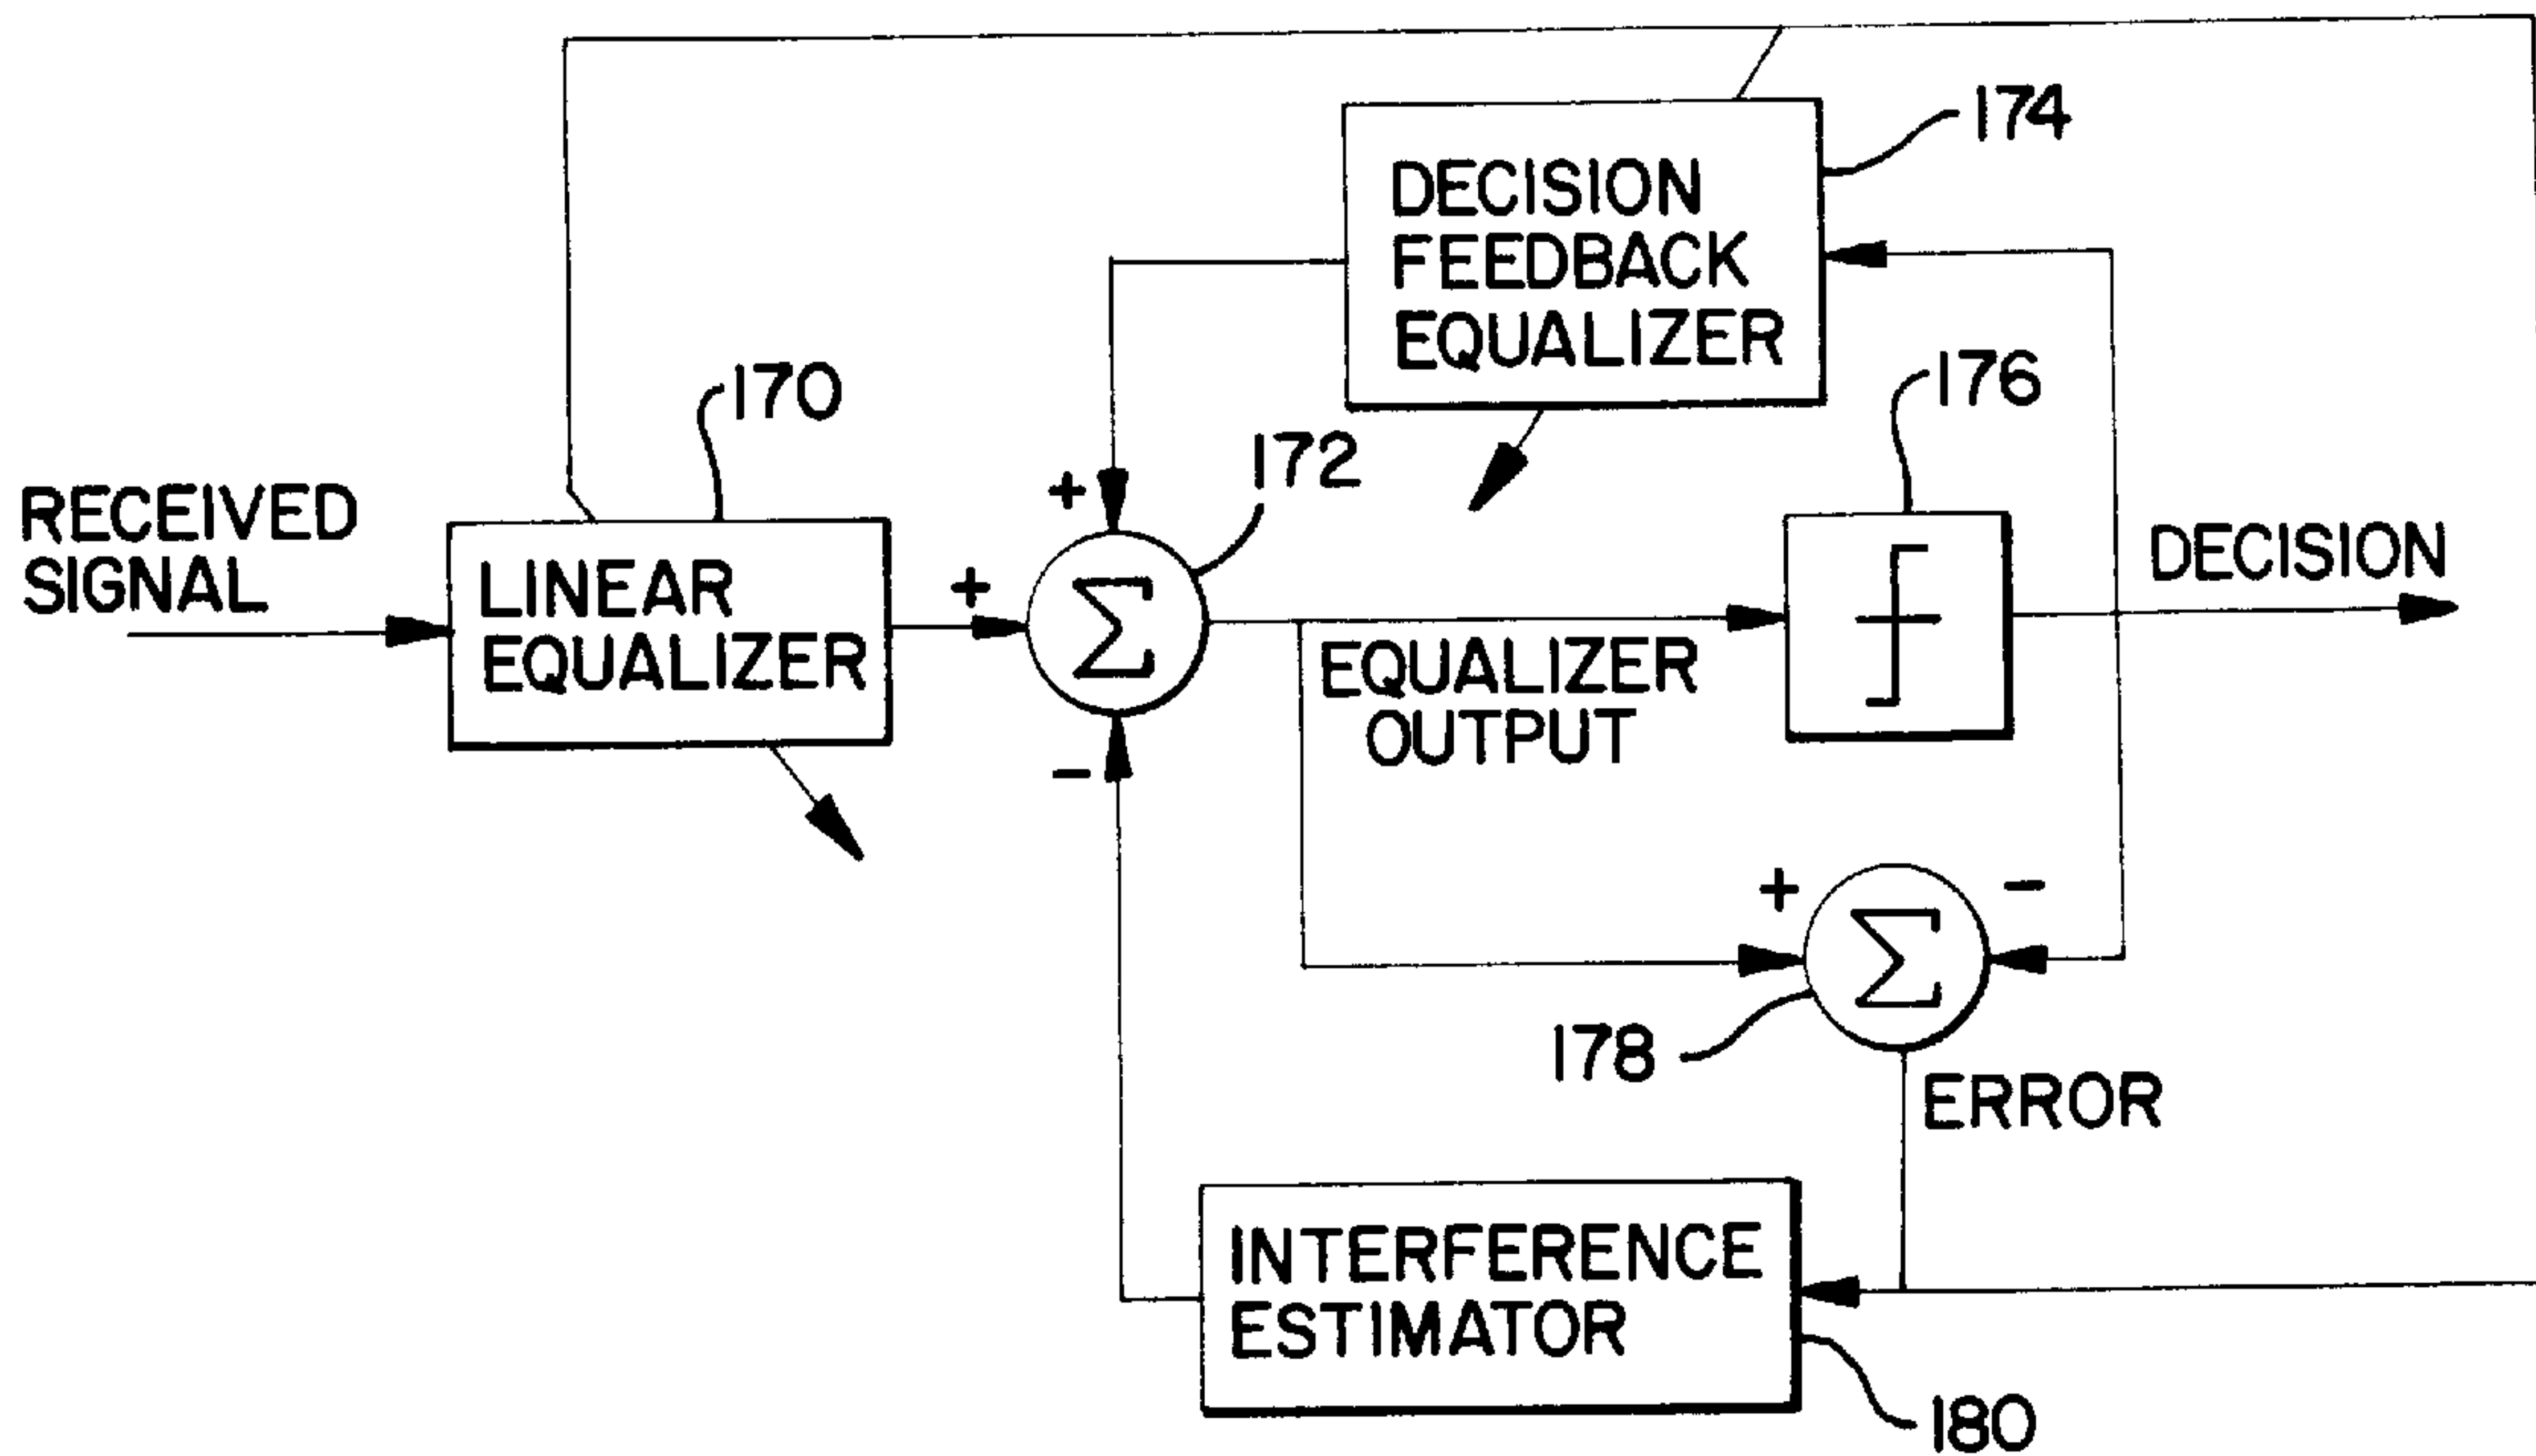 174
DECISION
FEEDBACK
EQUALIZER
170
176
172
RECEIVED
SIGNAL
+
LINEAR
EQUALIZER
+
Σ
DECISION
EQUALIZER
OUTPUT
-
+
-
Σ
178
ERROR
INTERFERENCE
ESTIMATOR
180